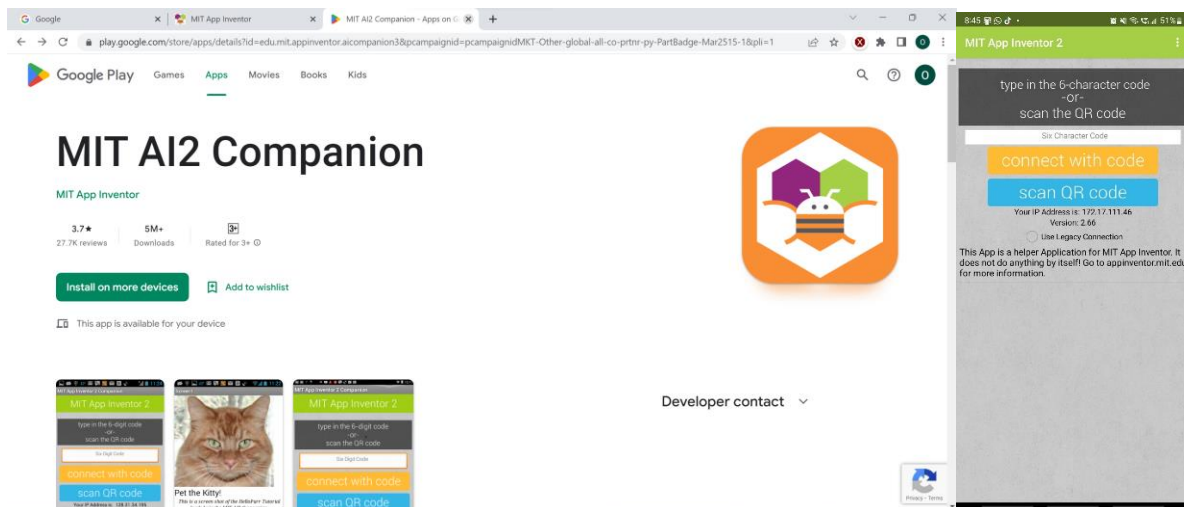 Google
MIT App Inventor
MIT AI2 Companion - Apps on G
play.google.com/store/apps/details?id=edu.mit.appinventor.aicompanion3&pcampaignid=pcampaignidMKT-Other-global-all-co-prtnr-py-PartBadge-Mar2515-1&pli=1
Google Play Games Apps Movies Books Kids
MIT AI2 Companion
MIT App Inventor
3.7★ 5M+ 3+
27.7K reviews Downloads Rated for 3+
Install on more devices Add to wishlist
This app is available for your device
Developer contact
MIT App Inventor 2
type in the 6-digit code
-or-
scan the QR code
Six Digit Code
connect with code
scan QR code
Pet the Kitty!
MIT App Inventor 2
type in the 6-digit code
-or-
scan the QR code
Six Digit Code
connect with code
scan QR code
Privacy - Terms
8:45 51%
MIT App Inventor 2
type in the 6-character code
-or-
scan the QR code
Six Character Code
connect with code
scan QR code
Your IP Address is: 172.17.111.46
Version: 2.66
Use Legacy Connection
This App is a helper Application for MIT App Inventor. It
does not do anything by itself! Go to appinventor.mit.edu
for more information.